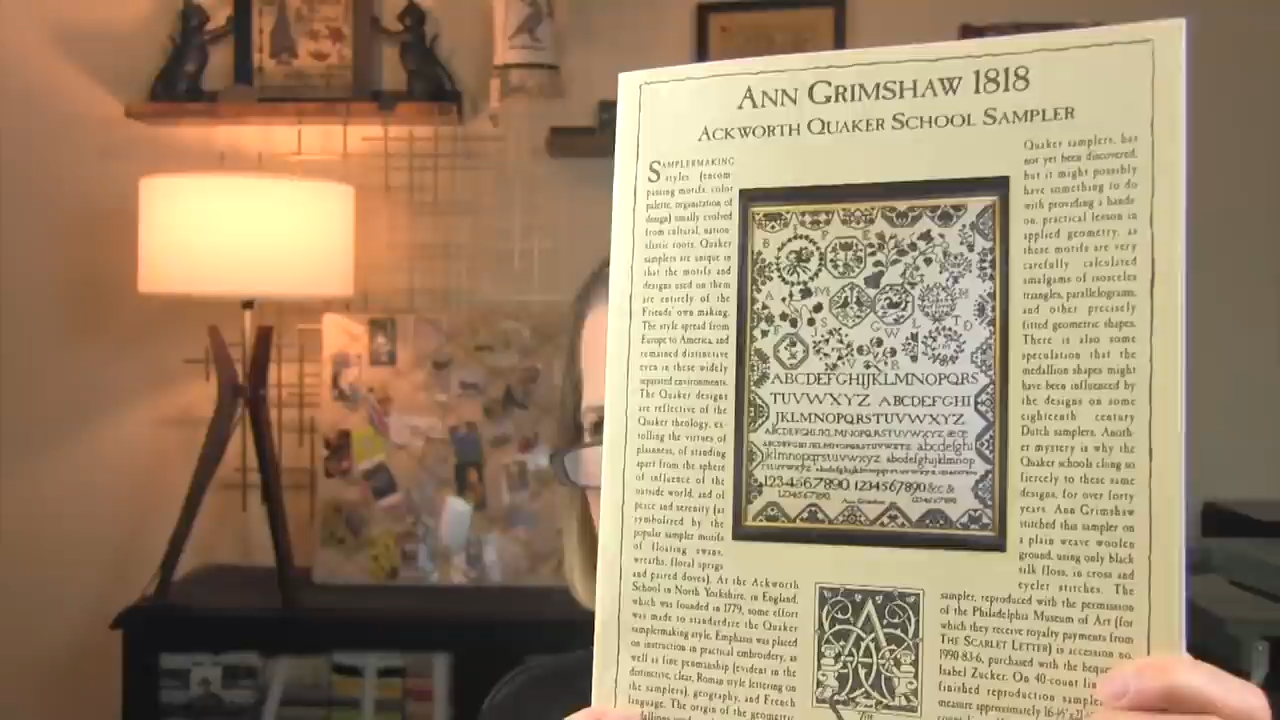 ANN GRIMSHAW 1818
ACKWORTH QUAKER SCHOOL SAMPLER
SAMPLERMAKING
styles (encom-
passing motifs, color
palette, organization of
design) usually evolved
from cultural, nation-
alistic roots. Quaker
samplers are unique in
that the motifs and
designs used on them
are entirely of the
Friends' own making.
The style spread from
Europe to America, and
remained distinctive
even in these widely
separated environments.
The Quaker designs
are reflective of the
Quaker theology, ex-
tolling the virtues of
plainness, of standing
apart from the sphere
of influence of the
outside world, and of
peace and serenity (as
symbolized by the
popular sampler motifs
of floating swans,
wreaths, floral sprigs
and paired doves). At the Ackworth
School in North Yorkshire, in England,
which was founded in 1779, some effort
was made to standardize the Quaker
samplermaking style. Emphasis was placed
on instruction in practical embroidery, as
well as fine penmanship (evident in the
distinctive, clear, Roman style lettering on
the samplers), geography, and French
language. The origin of the geometric
ABCDEFGHIJKLMNOPQRS
TUVWXYZ ABCDEFGHI
JKLMNOPQRSTUVWXYZ
ABCDEFGHIJKLMNOPQRSTUVWXYZ ÆŒ
abcdefghi
jklmnopqrstuvwxyz abcdefghijklmnop
1234567890 1234567890 &c &
1234567890 Ann Grimshaw 1234567890
Quaker samplers, has
not yet been discovered,
but it might possibly
have something to do
with providing a hands
on, practical lesson in
applied geometry, as
these motifs are very
carefully calculated
amalgams of isosceles
triangles, parallelograms,
and other precisely
fitted geometric shapes.
There is also some
speculation that the
medallion shapes might
have been influenced by
the designs on some
eighteenth century
Dutch samplers. Anoth-
er mystery is why the
Quaker schools clung so
fiercely to these same
designs, for over forty
years. Ann Grimshaw
stitched this sampler on
a plain weave woolen
ground, using only black
silk floss, in cross and
eyelet stitches. The
sampler, reproduced with the permission
of the Philadelphia Museum of Art (for
which they receive royalty payments from
THE SCARLET LETTER) is accession no.
1990-83-6, purchased with the
Isabel Zucker. On 40-count
finished reproduction
measure approximately